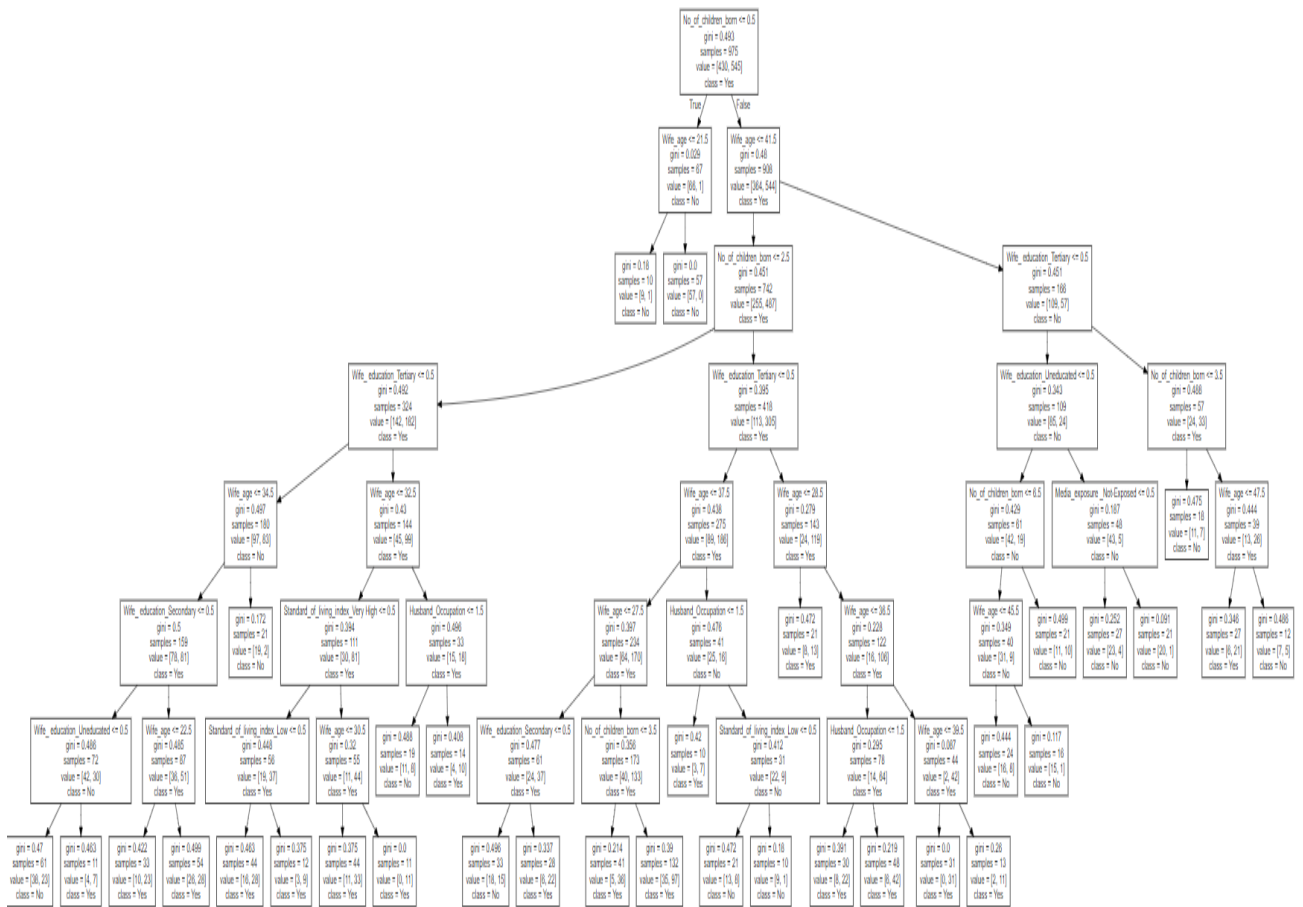 No_of_children_born <= 0.5
gini = 0.493
samples = 975
value = [430, 545]
class = Yes
True
False
Wife_age <= 21.5
gini = 0.029
samples = 67
value = [66, 1]
class = No
Wife_age <= 41.5
gini = 0.48
samples = 908
value = [364, 544]
class = Yes
gini = 0.18
samples = 10
value = [9, 1]
class = No
gini = 0.0
samples = 57
value = [57, 0]
class = No
No_of_children_born <= 2.5
gini = 0.451
samples = 742
value = [255, 487]
class = Yes
Wife_education_Tertiary <= 0.5
gini = 0.451
samples = 166
value = [109, 57]
class = No
Wife_education_Tertiary <= 0.5
gini = 0.492
samples = 324
value = [142, 182]
class = Yes
Wife_education_Tertiary <= 0.5
gini = 0.395
samples = 418
value = [113, 305]
class = Yes
Wife_education_Uneducated <= 0.5
gini = 0.343
samples = 109
value = [85, 24]
class = No
No_of_children_born <= 3.5
gini = 0.488
samples = 57
value = [24, 33]
class = Yes
Wife_age <= 34.5
gini = 0.497
samples = 180
value = [97, 83]
class = No
Wife_age <= 32.5
gini = 0.43
samples = 144
value = [45, 99]
class = Yes
Wife_age <= 37.5
gini = 0.438
samples = 275
value = [89, 186]
class = Yes
Wife_age <= 28.5
gini = 0.279
samples = 143
value = [24, 119]
class = Yes
No_of_children_born <= 6.5
gini = 0.429
samples = 61
value = [42, 19]
class = No
Media_exposure_Not-Exposed <= 0.5
gini = 0.187
samples = 48
value = [43, 5]
class = No
gini = 0.475
samples = 18
value = [11, 7]
class = No
Wife_age <= 47.5
gini = 0.444
samples = 39
value = [13, 26]
class = Yes
Wife_education_Secondary <= 0.5
gini = 0.5
samples = 159
value = [78, 81]
class = Yes
gini = 0.172
samples = 21
value = [19, 2]
class = No
Standard_of_living_index_Very High <= 0.5
gini = 0.394
samples = 111
value = [30, 81]
class = Yes
Husband_Occupation <= 1.5
gini = 0.496
samples = 33
value = [15, 18]
class = Yes
Wife_age <= 27.5
gini = 0.397
samples = 234
value = [64, 170]
class = Yes
Husband_Occupation <= 1.5
gini = 0.476
samples = 41
value = [25, 16]
class = No
gini = 0.472
samples = 21
value = [8, 13]
class = Yes
Wife_age <= 36.5
gini = 0.228
samples = 122
value = [16, 106]
class = Yes
Wife_age <= 45.5
gini = 0.349
samples = 40
value = [31, 9]
class = No
gini = 0.499
samples = 21
value = [11, 10]
class = No
gini = 0.252
samples = 27
value = [23, 4]
class = No
gini = 0.091
samples = 21
value = [20, 1]
class = No
gini = 0.346
samples = 27
value = [6, 21]
class = Yes
gini = 0.486
samples = 12
value = [7, 5]
class = No
Wife_education_Uneducated <= 0.5
gini = 0.486
samples = 72
value = [42, 30]
class = No
Wife_age <= 22.5
gini = 0.485
samples = 87
value = [36, 51]
class = Yes
Standard_of_living_index_Low <= 0.5
gini = 0.448
samples = 56
value = [19, 37]
class = Yes
Wife_age <= 30.5
gini = 0.32
samples = 55
value = [11, 44]
class = Yes
gini = 0.488
samples = 19
value = [11, 8]
class = No
gini = 0.408
samples = 14
value = [4, 10]
class = Yes
Wife_education_Secondary <= 0.5
gini = 0.477
samples = 61
value = [24, 37]
class = Yes
No_of_children_born <= 3.5
gini = 0.356
samples = 173
value = [40, 133]
class = Yes
gini = 0.42
samples = 10
value = [3, 7]
class = Yes
Standard_of_living_index_Low <= 0.5
gini = 0.412
samples = 31
value = [22, 9]
class = No
Husband_Occupation <= 1.5
gini = 0.295
samples = 78
value = [14, 64]
class = Yes
Wife_age <= 39.5
gini = 0.087
samples = 44
value = [2, 42]
class = Yes
gini = 0.444
samples = 24
value = [16, 8]
class = No
gini = 0.117
samples = 16
value = [15, 1]
class = No
gini = 0.47
samples = 61
value = [38, 23]
class = No
gini = 0.463
samples = 11
value = [4, 7]
class = Yes
gini = 0.422
samples = 33
value = [10, 23]
class = Yes
gini = 0.499
samples = 54
value = [26, 28]
class = Yes
gini = 0.463
samples = 44
value = [16, 28]
class = Yes
gini = 0.375
samples = 12
value = [3, 9]
class = Yes
gini = 0.375
samples = 44
value = [11, 33]
class = Yes
gini = 0.0
samples = 11
value = [0, 11]
class = Yes
gini = 0.496
samples = 33
value = [18, 15]
class = No
gini = 0.337
samples = 28
value = [6, 22]
class = Yes
gini = 0.214
samples = 41
value = [5, 36]
class = Yes
gini = 0.39
samples = 132
value = [35, 97]
class = Yes
gini = 0.472
samples = 21
value = [13, 8]
class = No
gini = 0.18
samples = 10
value = [9, 1]
class = No
gini = 0.391
samples = 30
value = [8, 22]
class = Yes
gini = 0.219
samples = 48
value = [6, 42]
class = Yes
gini = 0.0
samples = 31
value = [0, 31]
class = Yes
gini = 0.26
samples = 13
value = [2, 11]
class = Yes